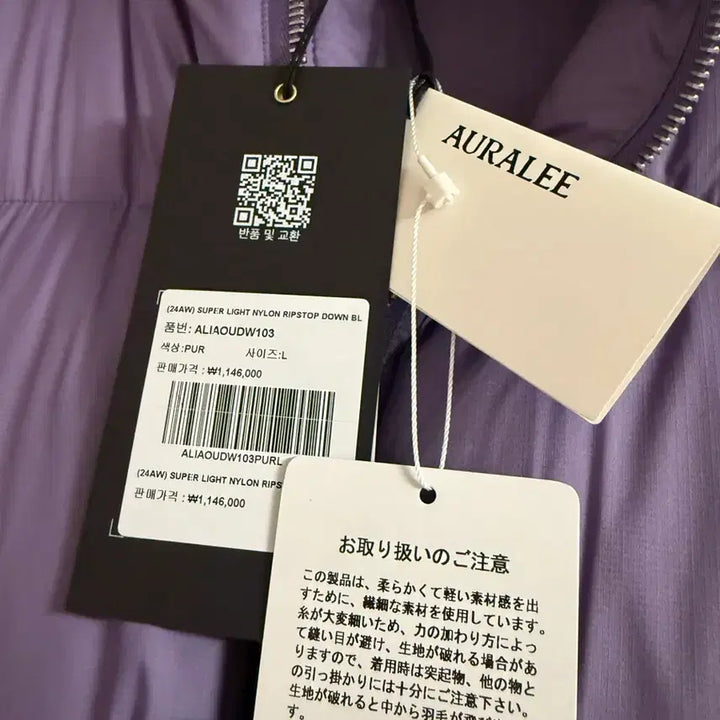 반품 및 교환
(24AW) SUPER LIGHT NYLON RIPSTOP DOWN BL
품번: ALIAOUDW103
색상:PUR 사이즈:L
판매가격 : ₩1,146,000
ALIAOUDW103PURL
(24AW) SUPER LIGHT NYLON RIPS
판매가격 : ₩1,146,000
AURALEE
お取り扱いのご注意
この製品は、柔らかくて軽い素材感を出
すために、繊細な素材を使用しています。
糸が大変細いため、力の加わり方によっ
て縫い目が避け、生地が破れる場合があ
りますので、着用時は突起物、他の物と
の引っ掛かりには十分にご注意下さい。
生地が破れると中から羽毛が
す。